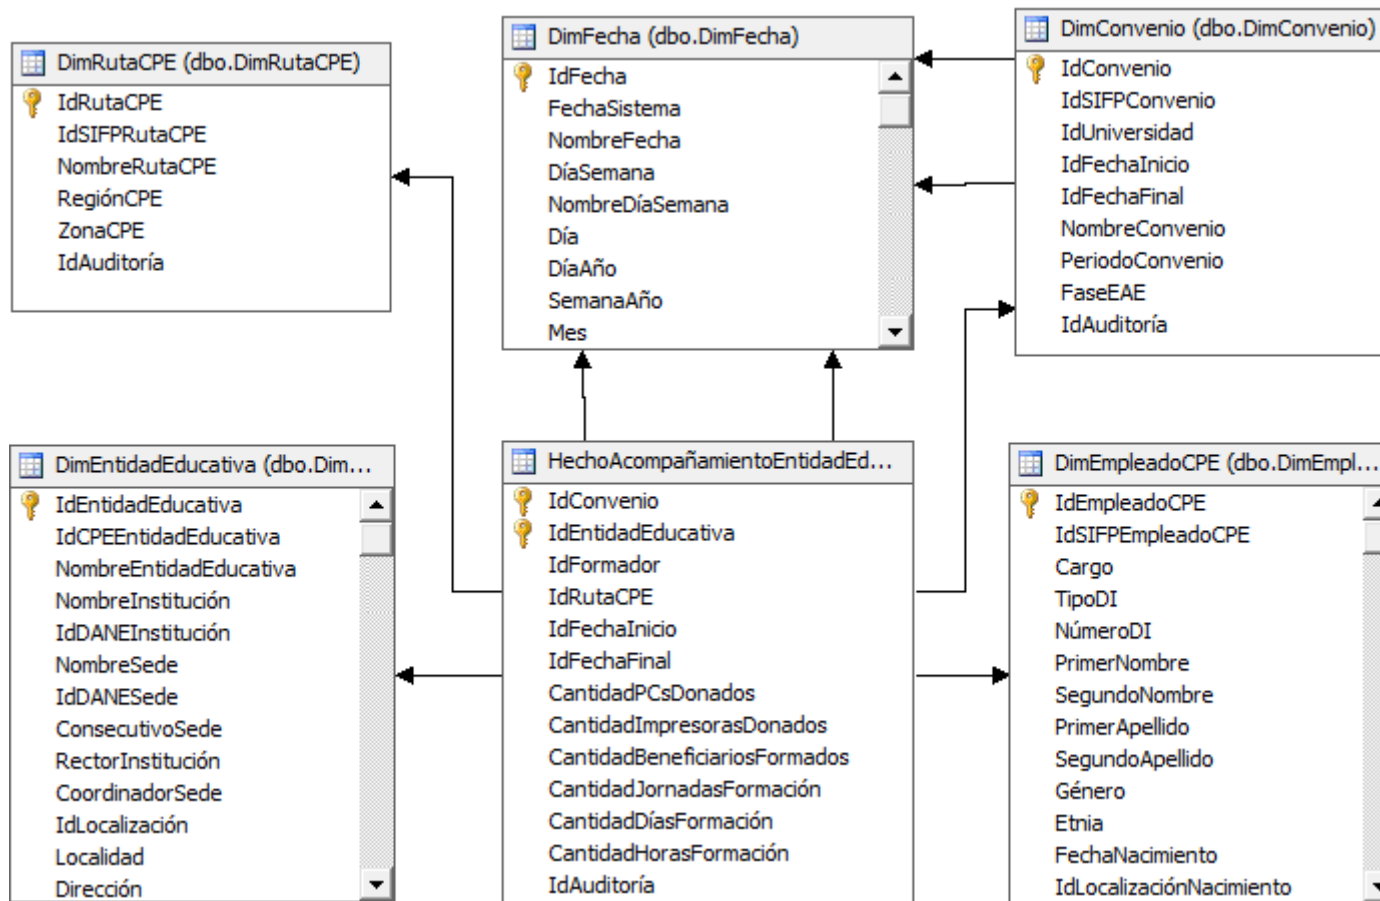 DimRutaCPE (dbo.DimRutaCPE)
IdRutaCPE
IdSIFPRutaCPE
NombreRutaCPE
RegiónCPE
ZonaCPE
IdAuditoría
DimFecha (dbo.DimFecha)
IdFecha
FechaSistema
NombreFecha
DíaSemana
NombreDíaSemana
Día
DíaAño
SemanaAño
Mes
DimConvenio (dbo.DimConvenio)
IdConvenio
IdSIFPConvenio
IdUniversidad
IdFechaInicio
IdFechaFinal
NombreConvenio
PeriodoConvenio
FaseEAE
IdAuditoría
DimEntidadEducativa (dbo.Dim...
IdEntidadEducativa
IdCPEEntidadEducativa
NombreEntidadEducativa
NombreInstitución
IdDANEInstitución
NombreSede
IdDANESede
ConsecutivoSede
RectorInstitución
CoordinadorSede
IdLocalización
Localidad
Dirección
HechoAcompañamientoEntidadEd...
IdConvenio
IdEntidadEducativa
IdFormador
IdRutaCPE
IdFechaInicio
IdFechaFinal
CantidadPCsDonados
CantidadImpresorasDonados
CantidadBeneficiariosFormados
CantidadJornadasFormación
CantidadDíasFormación
CantidadHorasFormación
IdAuditoría
DimEmpleadoCPE (dbo.DimEmpl...
IdEmpleadoCPE
IdSIFPEmpleadoCPE
Cargo
TipoDI
NúmeroDI
PrimerNombre
SegundoNombre
PrimerApellido
SegundoApellido
Género
Etnia
FechaNacimiento
IdLocalizaciónNacimiento